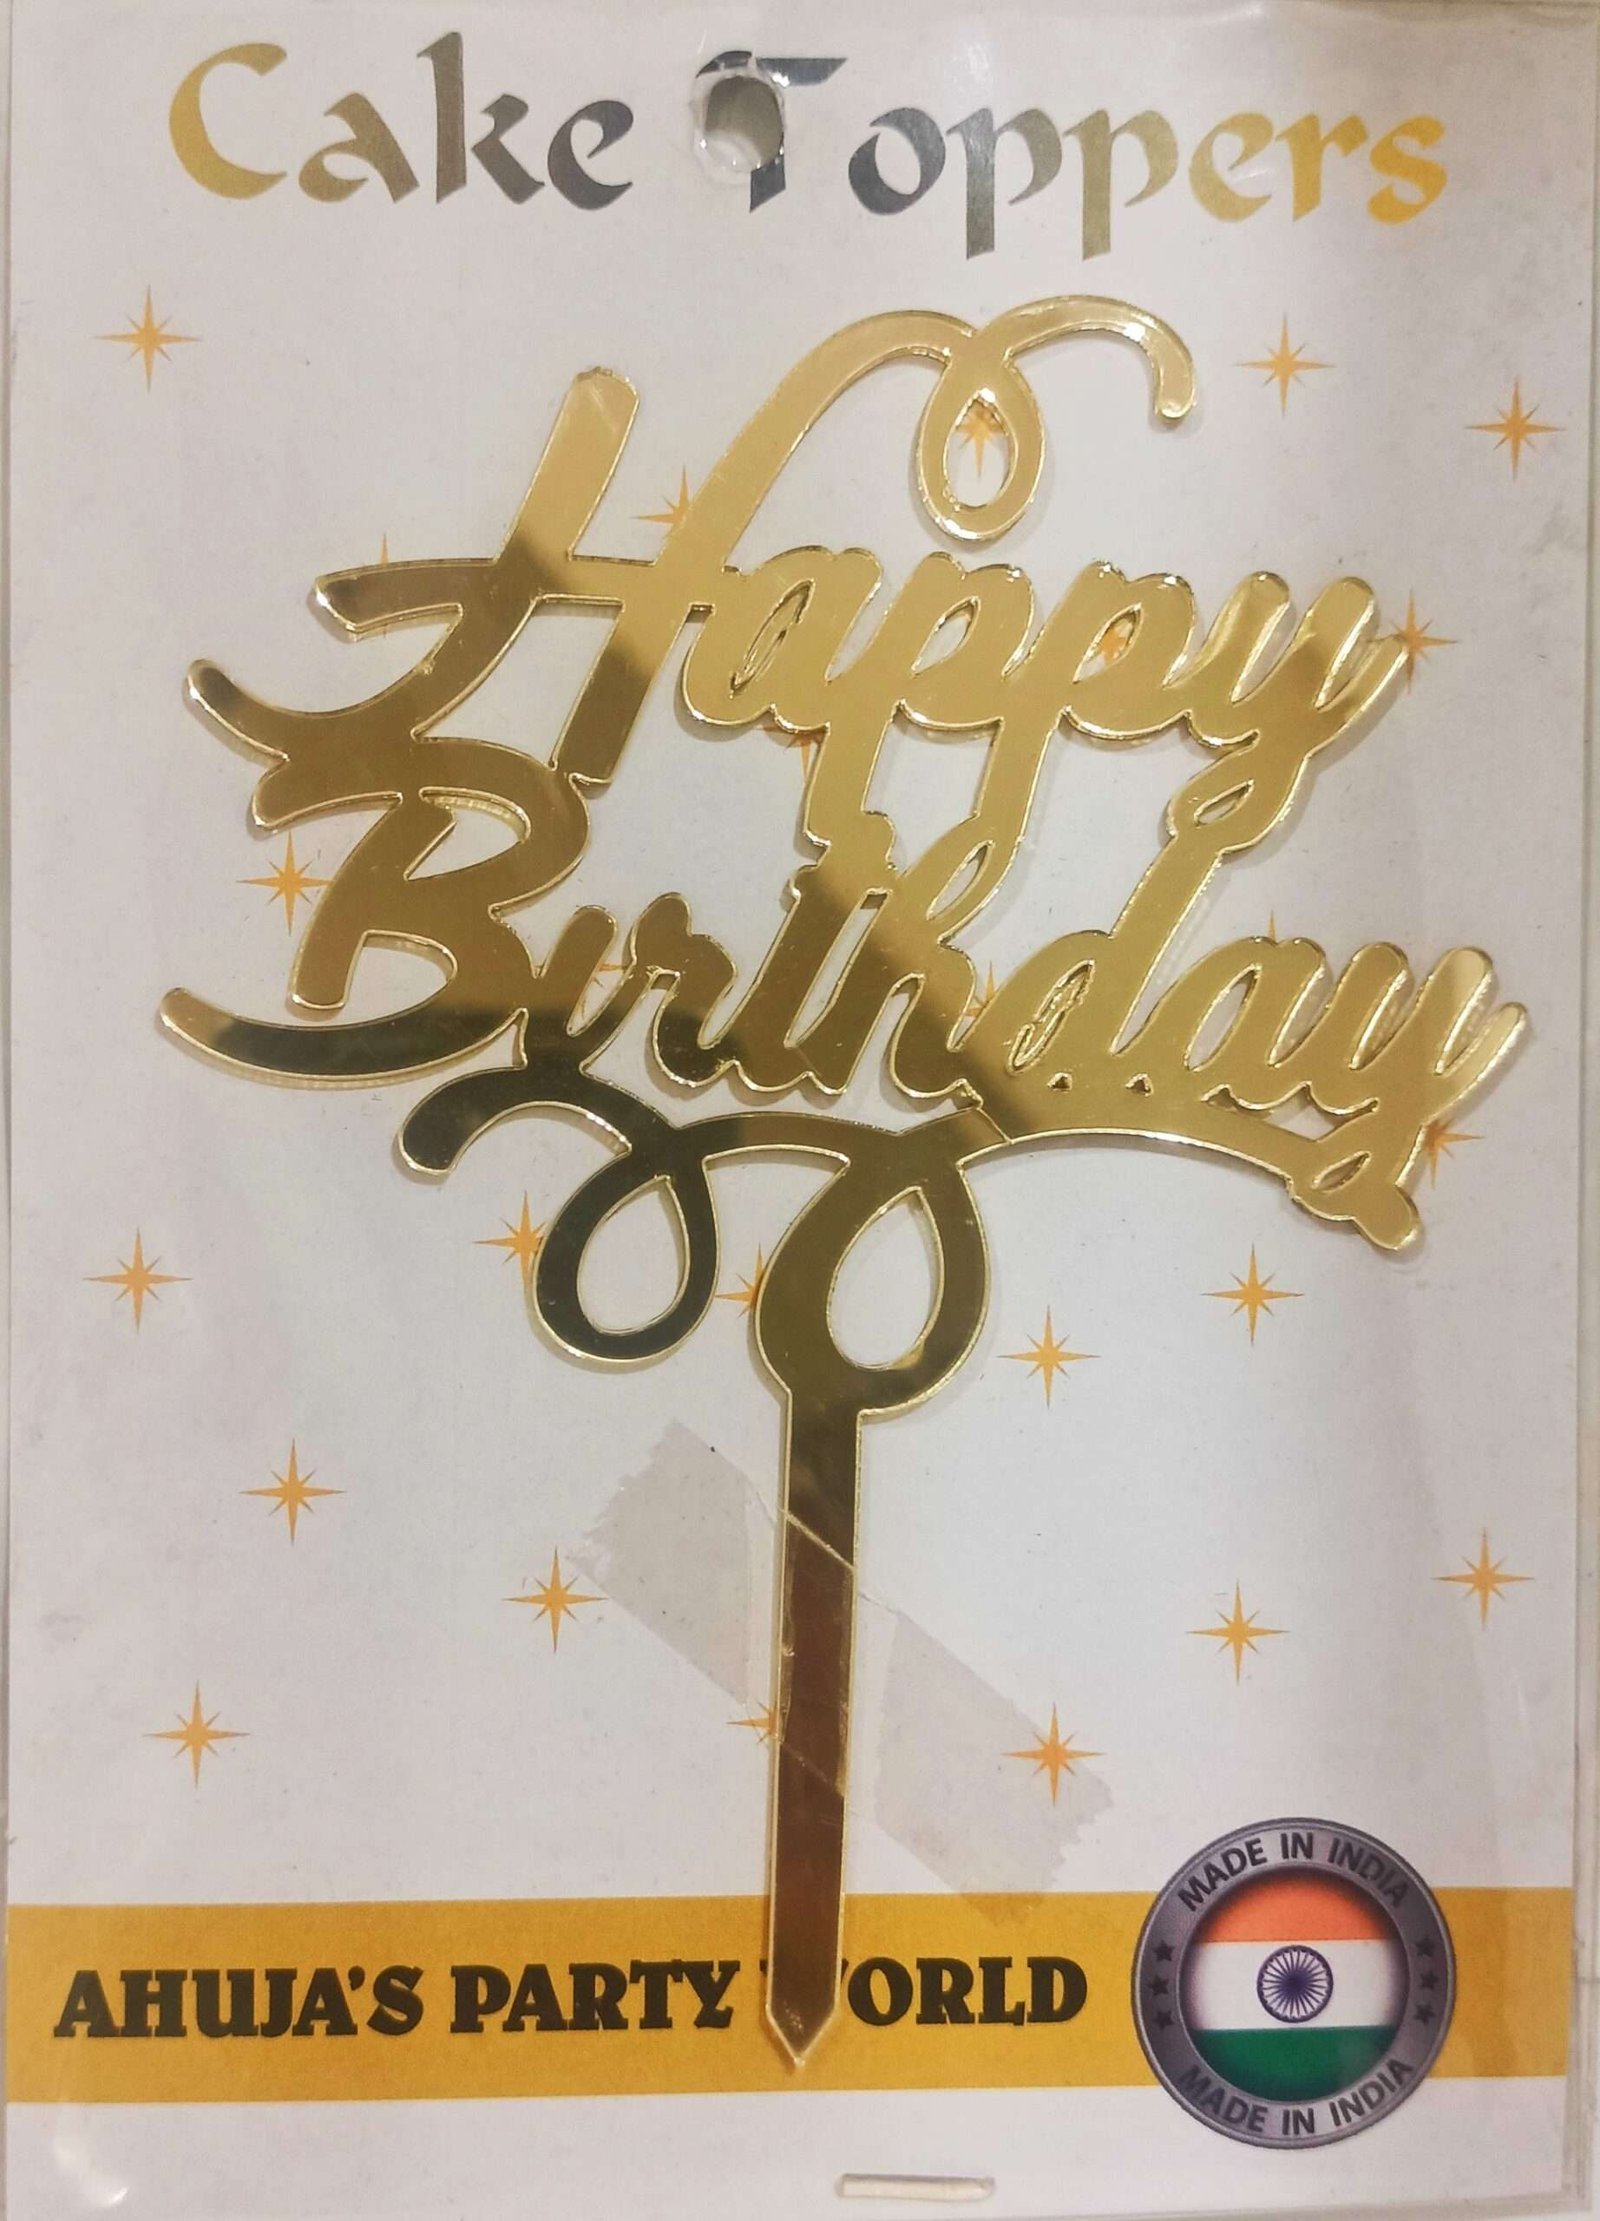 Cake Toppers
Happy
Birthday
AHUJA'S PARTY WORLD
MADE IN INDIA
MADE IN INDIA